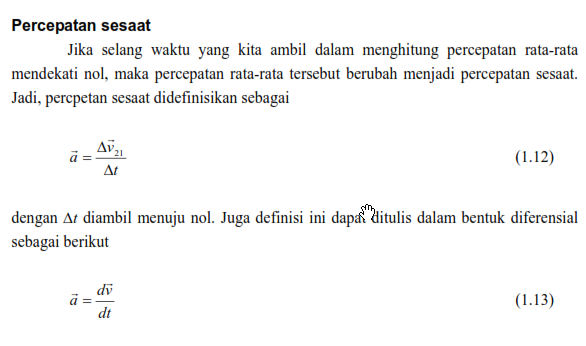 Percepatan sesaat
Jika selang waktu yang kita ambil dalam menghitung percepatan rata-rata
mendekati nol, maka percepatan rata-rata tersebut berubah menjadi percepatan sesaat.
Jadi, percpetan sesaat didefinisikan sebagai
$\vec{a} = \frac{\Delta \vec{v}_{21}}{\Delta t}$ (1.12)
dengan Δt diambil menuju nol. Juga definisi ini dapat ditulis dalam bentuk diferensial
sebagai berikut
$\vec{a} = \frac{d\vec{v}}{dt}$ (1.13)